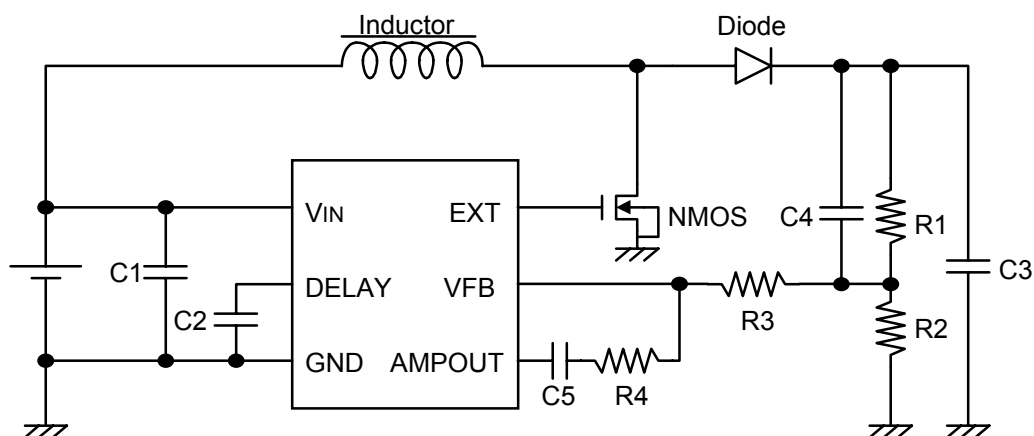 Inductor
Diode
VIN
EXT
NMOS
C4
R1
C3
C1
DELAY
VFB
C2
R3
R2
GND
AMPOUT
C5
R4